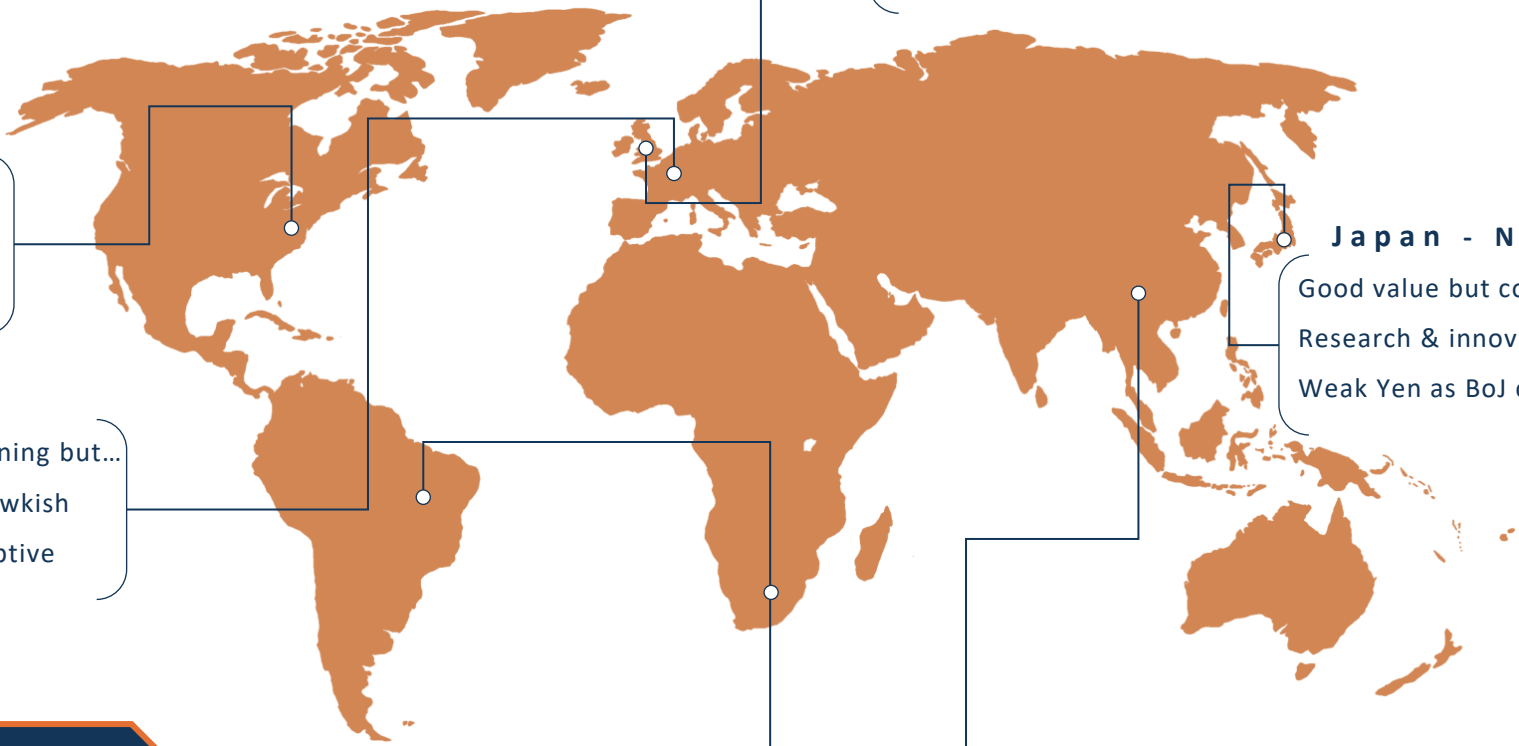 Japan - N
Good value but co
Research & innov
Weak Yen as BoJ
ning but…
wkish
ptive